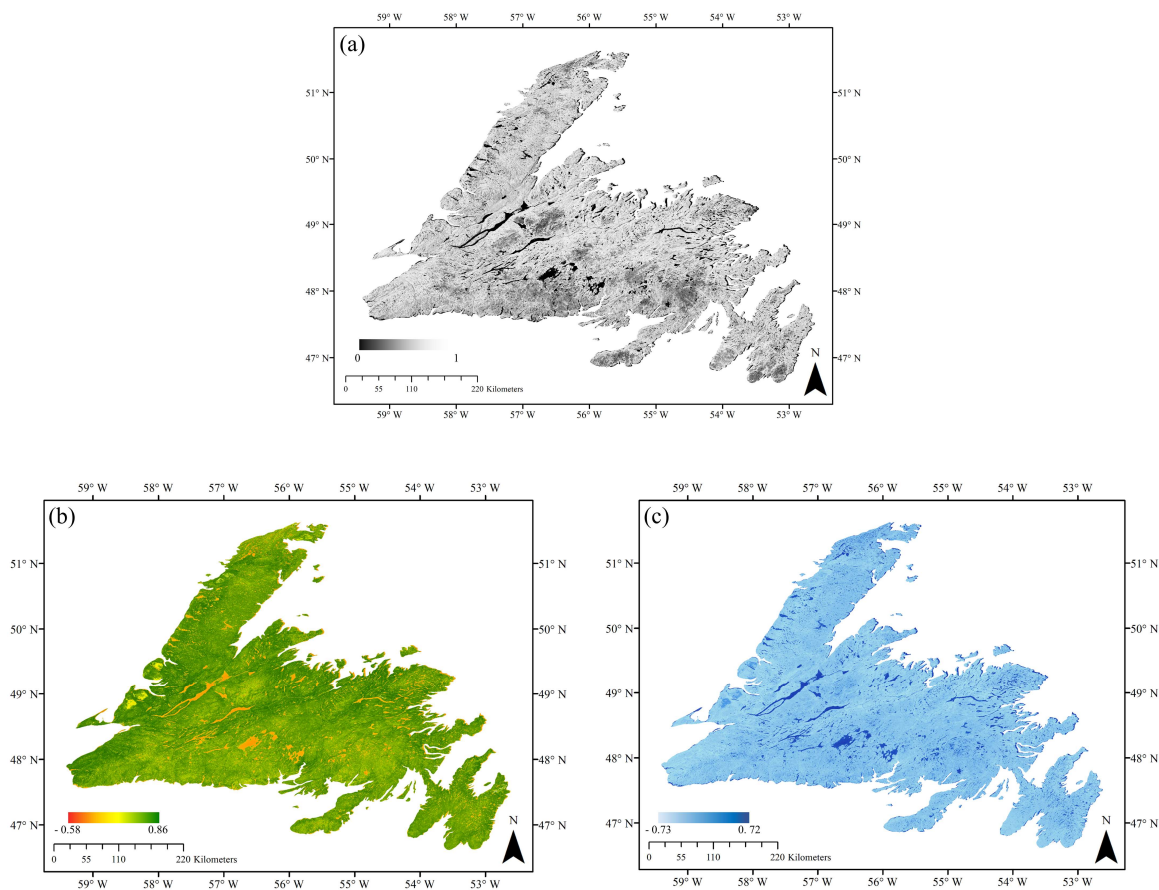 59° W 58° W 57° W 56° W 55° W 54° W 53° W
(a)
51° N 51° N
50° N 50° N
49° N 49° N
48° N 48° N
47° N 47° N
0 1
N
0 55 110 220 Kilometers
59° W 58° W 57° W 56° W 55° W 54° W 53° W
59° W 58° W 57° W 56° W 55° W 54° W 53° W
(b)
51° N 51° N
50° N 50° N
49° N 49° N
48° N 48° N
47° N 47° N
-0.58 0.86
N
0 55 110 220 Kilometers
59° W 58° W 57° W 56° W 55° W 54° W 53° W
59° W 58° W 57° W 56° W 55° W 54° W 53° W
(c)
51° N 51° N
50° N 50° N
49° N 49° N
48° N 48° N
47° N 47° N
-0.73 0.72
N
0 55 110 220 Kilometers
59° W 58° W 57° W 56° W 55° W 54° W 53° W